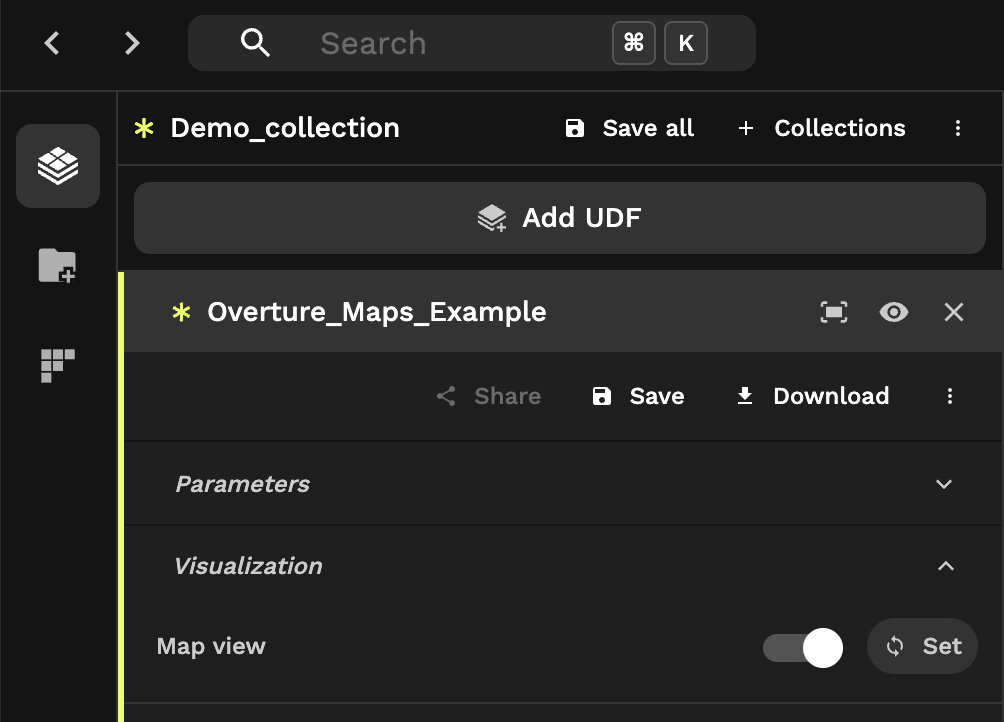 Search ⌘ K
* Demo_collection Save all + Collections
Add UDF
* Overture_Maps_Example
Share Save Download
Parameters
Visualization
Map view Set